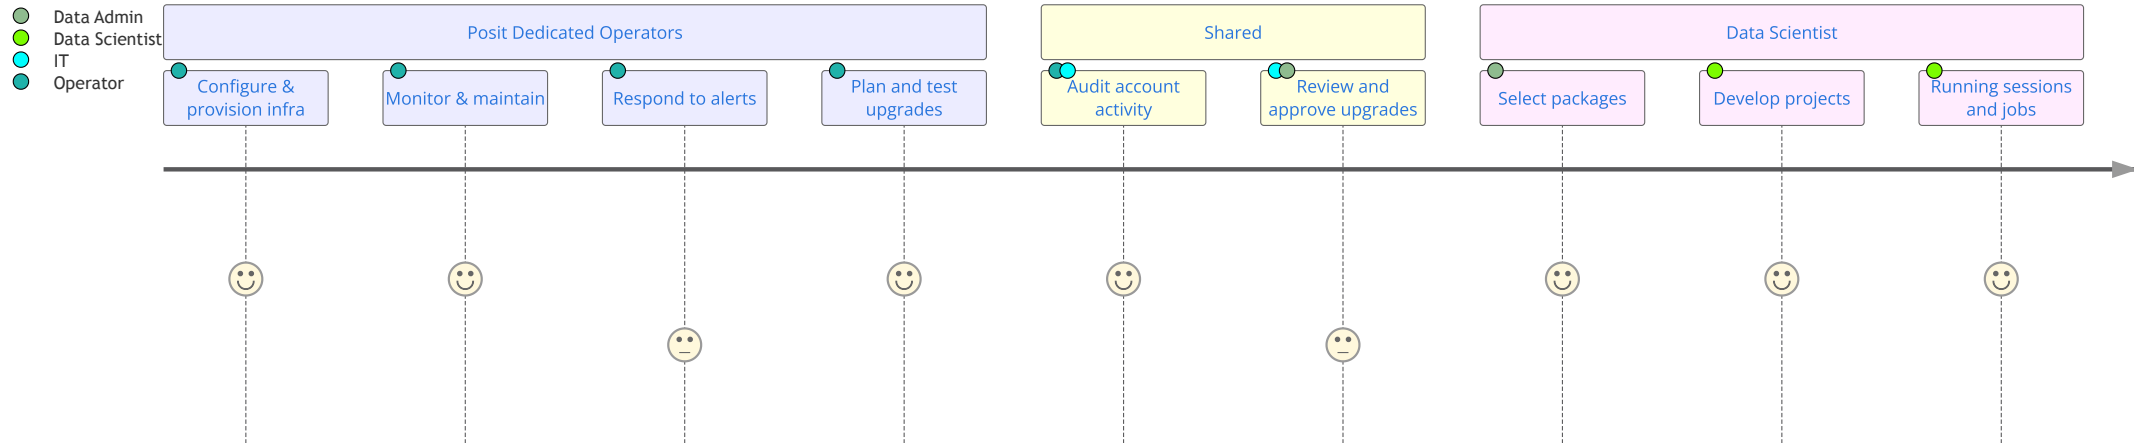 Data Admin
Data Scientist
IT
Operator
Posit Dedicated Operators
Shared
Data Scientist
Configure &
provision infra
Monitor & maintain
Respond to alerts
Plan and test
upgrades
Audit account
activity
Review and
approve upgrades
Select packages
Develop projects
Running sessions
and jobs